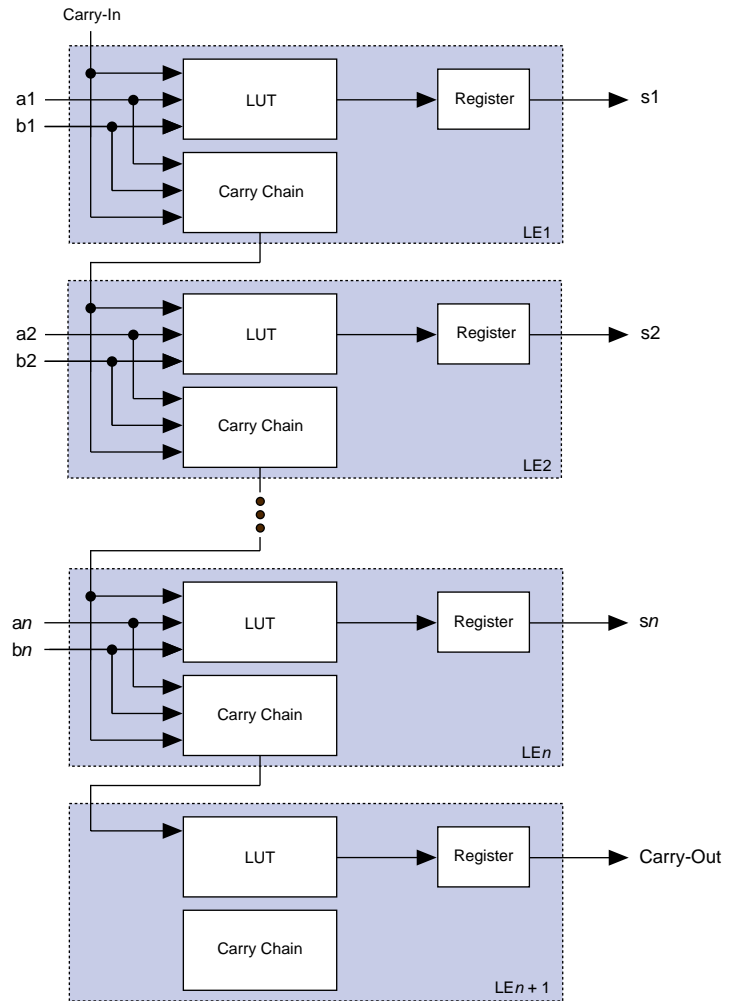 Carry-In
a1
b1
LUT
Register
s1
Carry Chain
LE1
a2
b2
LUT
Register
s2
Carry Chain
LE2
an
bn
LUT
Register
sn
Carry Chain
LEn
LUT
Register
Carry-Out
Carry Chain
LEn + 1